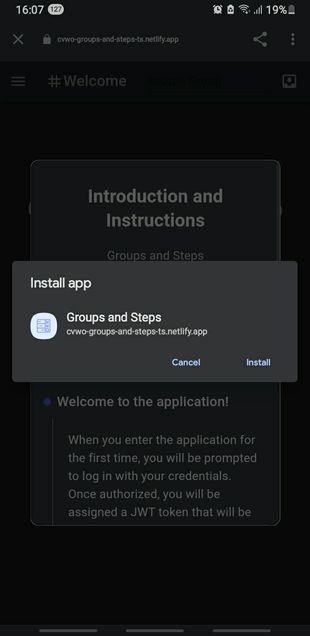 16:07 127 19%
cvwo-groups-and-steps-ts.netlify.app
#Welcome
Introduction and
Instructions
Groups and Steps
Install app
Groups and Steps
cvwo-groups-and-steps-ts.netlify.app
Cancel Install
Welcome to the application!
When you enter the application for
the first time, you will be prompted
to log in with your credentials.
Once authorized, you will be
assigned a JWT token that will be